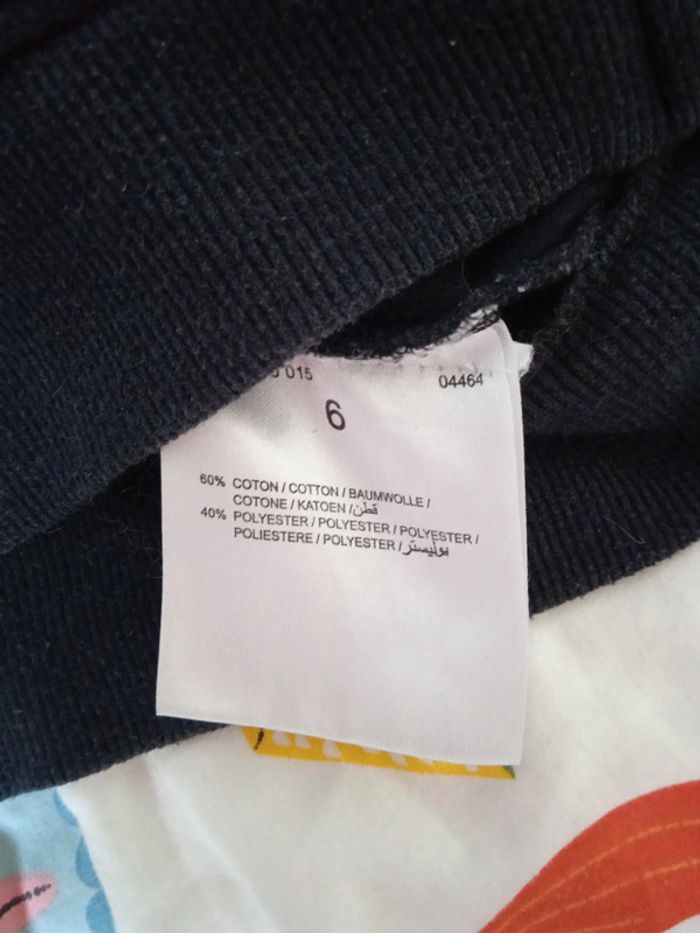 015 04464
6
60% COTON / COTTON / BAUMWOLLE /
COTONE / KATOEN / قطن
40% POLYESTER / POLYESTER / POLYESTER /
POLIESTERE / POLYESTER / بوليستر